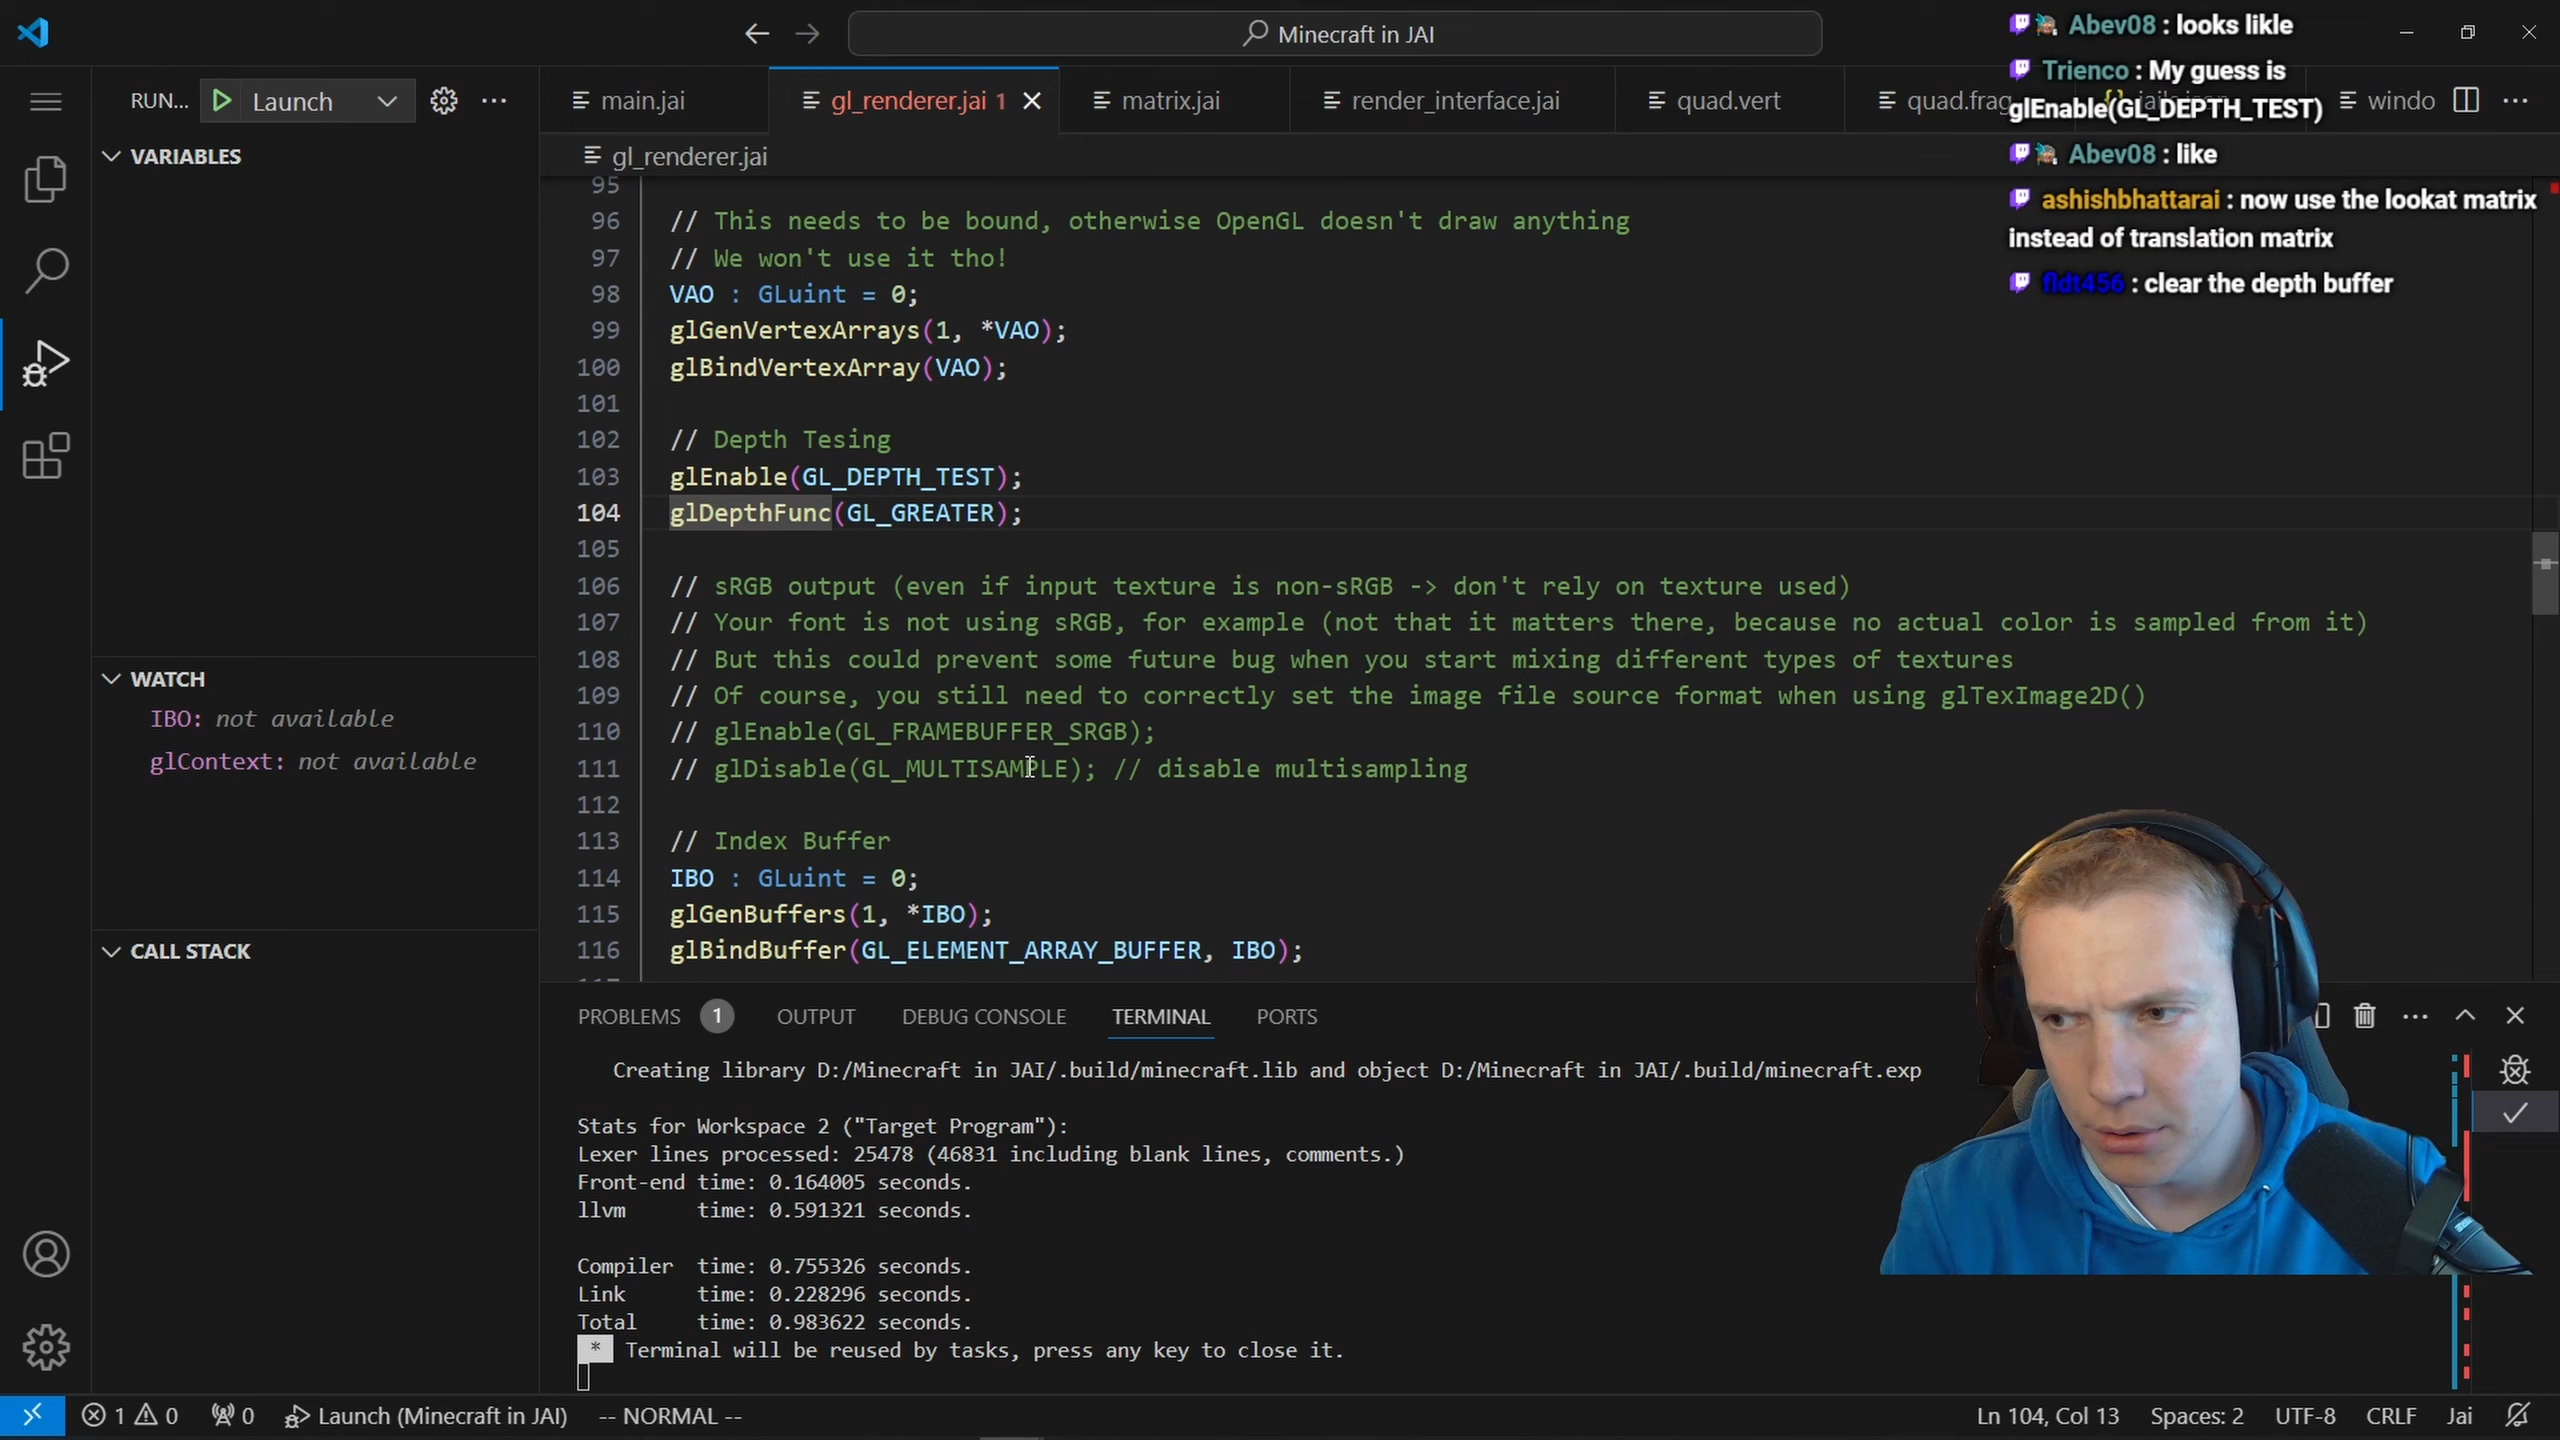 Minecraft in JAI
RUN...
Launch
main.jai
gl_renderer.jai 1
matrix.jai
render_interface.jai
quad.vert
quad.frag
windo
gl_renderer.jai
VARIABLES
WATCH
IBO: not available
glContext: not available
CALL STACK
Abev08 : looks likle
Trienco : My guess is
glEnable(GL_DEPTH_TEST)
Abev08 : like
ashishbhattarai : now use the lookat matrix
instead of translation matrix
fldt456 : clear the depth buffer
95
96 // This needs to be bound, otherwise OpenGL doesn't draw anything
97 // We won't use it tho!
98 VAO : GLuint = 0;
99 glGenVertexArrays(1, *VAO);
100 glBindVertexArray(VAO);
101
102 // Depth Tesing
103 glEnable(GL_DEPTH_TEST);
104 glDepthFunc(GL_GREATER);
105
106 // sRGB output (even if input texture is non-sRGB -> don't rely on texture used)
107 // Your font is not using sRGB, for example (not that it matters there, because no actual color is sampled from it)
108 // But this could prevent some future bug when you start mixing different types of textures
109 // Of course, you still need to correctly set the image file source format when using glTexImage2D()
110 // glEnable(GL_FRAMEBUFFER_SRGB);
111 // glDisable(GL_MULTISAMPLE); // disable multisampling
112
113 // Index Buffer
114 IBO : GLuint = 0;
115 glGenBuffers(1, *IBO);
116 glBindBuffer(GL_ELEMENT_ARRAY_BUFFER, IBO);
PROBLEMS 1 OUTPUT DEBUG CONSOLE TERMINAL PORTS
Creating library D:/Minecraft in JAI/.build/minecraft.lib and object D:/Minecraft in JAI/.build/minecraft.exp
Stats for Workspace 2 ("Target Program"):
Lexer lines processed: 25478 (46831 including blank lines, comments.)
Front-end time: 0.164005 seconds.
llvm time: 0.591321 seconds.
Compiler time: 0.755326 seconds.
Link time: 0.228296 seconds.
Total time: 0.983622 seconds.
* Terminal will be reused by tasks, press any key to close it.
1 0 0 Launch (Minecraft in JAI) -- NORMAL --
Ln 104, Col 13 Spaces: 2 UTF-8 CRLF Jai